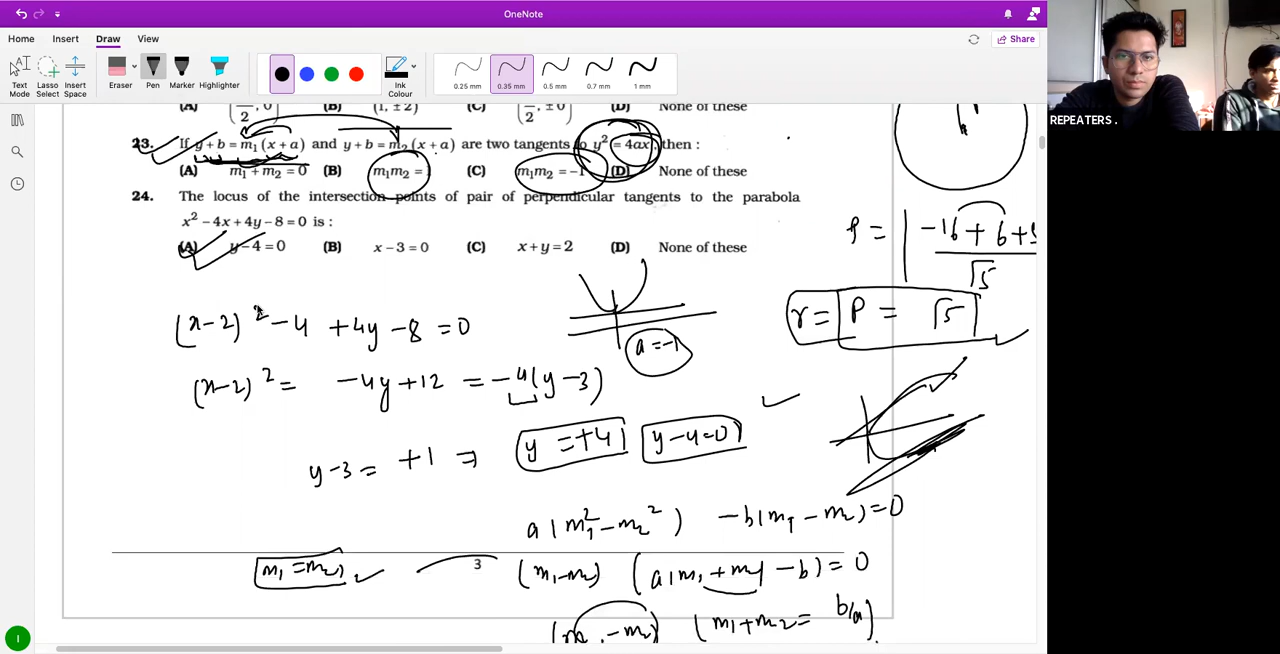 OneNote
Home Insert Draw View
Share
Text Mode
Lasso Select
Insert Space
Eraser
Pen
Marker
Highlighter
0.25 mm
0.35 mm
0.5 mm
0.7 mm
1 mm
Ink Colour
REPEATERS .
(B) (1, ±2) (C) (D) None of these
23. If y + b = m₁(x + a) and y + b = m₂(x + a) are two tangents to y² = 4ax, then :
(A) m₁ + m₂ = 0 (B) m₁m₂ = 1 (C) m₁m₂ = −1 (D) None of these
24. The locus of the intersection points of pair of perpendicular tangents to the parabola
x² − 4x + 4y − 8 = 0 is :
(A) y − 4 = 0 (B) x − 3 = 0 (C) x + y = 2 (D) None of these
(x−2)² −4 +4y −8 =0
a = −1
(x−2)² = −4y+12 = −4(y−3)
y−3 = +1 ⇒ y = +4 y−4=0
r = P = √5
√5
a(m₁²−m₂²) −b(m₁−m₂)=0
m₁=m₂
3
(m₁−m₂) (a(m₁+m₂)−b)=0
(m₁−m₂) (m₁+m₂ = b/a)
I